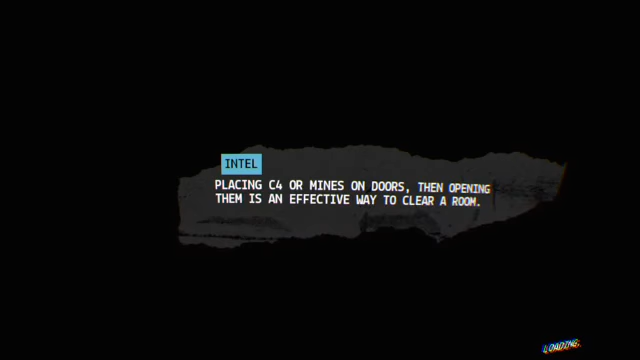 INTEL
PLACING C4 OR MINES ON DOORS, THEN OPENING
THEM IS AN EFFECTIVE WAY TO CLEAR A ROOM.
LOADING.